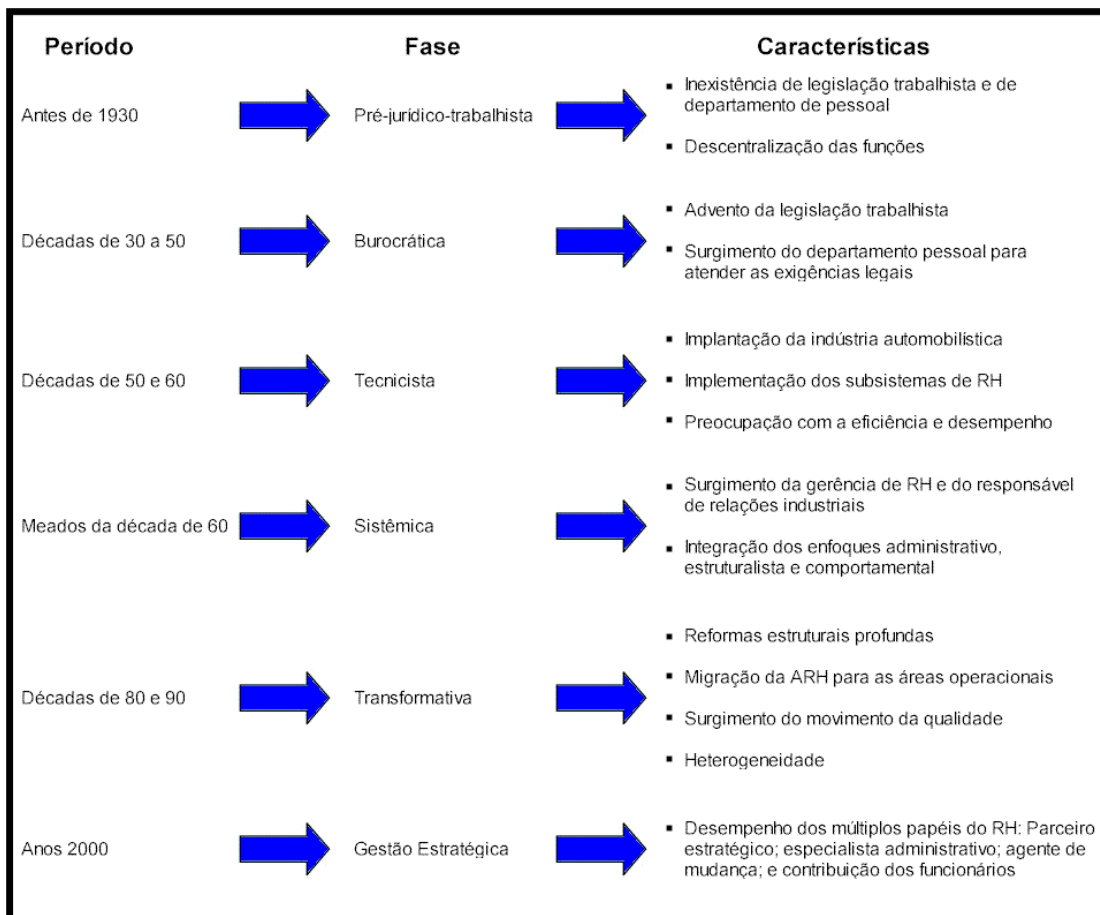 Período Fase Características
Antes de 1930 Pré-jurídico-trabalhista
▪ Inexistência de legislação trabalhista e de
departamento de pessoal
▪ Descentralização das funções
Décadas de 30 a 50 Burocrática
▪ Advento da legislação trabalhista
▪ Surgimento do departamento pessoal para
atender as exigências legais
Décadas de 50 e 60 Tecnicista
▪ Implantação da indústria automobilística
▪ Implementação dos subsistemas de RH
▪ Preocupação com a eficiência e desempenho
Meados da década de 60 Sistêmica
▪ Surgimento da gerência de RH e do responsável
de relações industriais
▪ Integração dos enfoques administrativo,
estruturalista e comportamental
Décadas de 80 e 90 Transformativa
▪ Reformas estruturais profundas
▪ Migração da ARH para as áreas operacionais
▪ Surgimento do movimento da qualidade
▪ Heterogeneidade
Anos 2000 Gestão Estratégica
▪ Desempenho dos múltiplos papéis do RH: Parceiro
estratégico; especialista administrativo; agente de
mudança; e contribuição dos funcionários